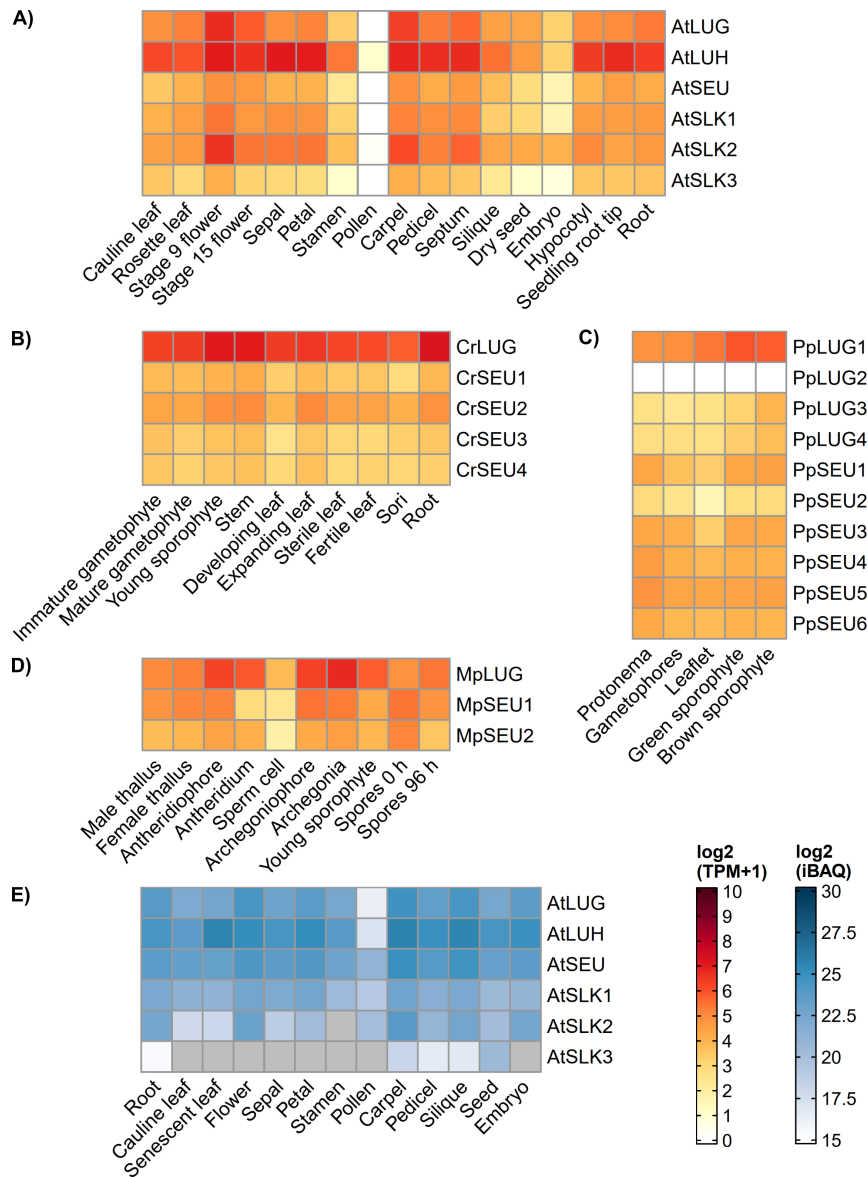 A)
AtLUG
AtLUH
AtSEU
AtSLK1
AtSLK2
AtSLK3
Cauline leaf
Rosette leaf
Stage 9 flower
Stage 15 flower
Sepal
Petal
Stamen
Pollen
Carpel
Pedicel
Septum
Silique
Dry seed
Embryo
Hypocotyl
Seedling root tip
Root
B)
CrLUG
CrSEU1
CrSEU2
CrSEU3
CrSEU4
Immature gametophyte
Mature gametophyte
Young sporophyte
Stem
Developing leaf
Expanding leaf
Sterile leaf
Fertile leaf
Sori
Root
C)
PpLUG1
PpLUG2
PpLUG3
PpLUG4
PpSEU1
PpSEU2
PpSEU3
PpSEU4
PpSEU5
PpSEU6
Protonema
Gametophores
Leaflet
Green sporophyte
Brown sporophyte
D)
MpLUG
MpSEU1
MpSEU2
Male thallus
Female thallus
Antheridiophore
Antheridium
Sperm cell
Archegoniophore
Archegonia
Young sporophyte
Spores 0 h
Spores 96 h
E)
AtLUG
AtLUH
AtSEU
AtSLK1
AtSLK2
AtSLK3
Root
Cauline leaf
Senescent leaf
Flower
Sepal
Petal
Stamen
Pollen
Carpel
Pedicel
Silique
Seed
Embryo
log2
(TPM+1)
10
9
8
7
6
5
4
3
2
1
0
log2
(iBAQ)
30
27.5
25
22.5
20
17.5
15